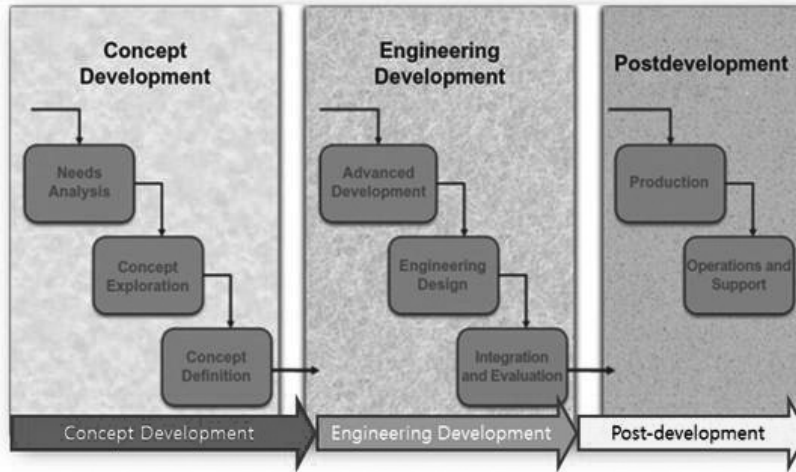 Concept
Development
Engineering
Development
Postdevelopment
Needs
Analysis
Concept
Exploration
Concept
Definition
Advanced
Development
Engineering
Design
Integration
and Evaluation
Production
Operations and
Support
Concept Development
Engineering Development
Post-development